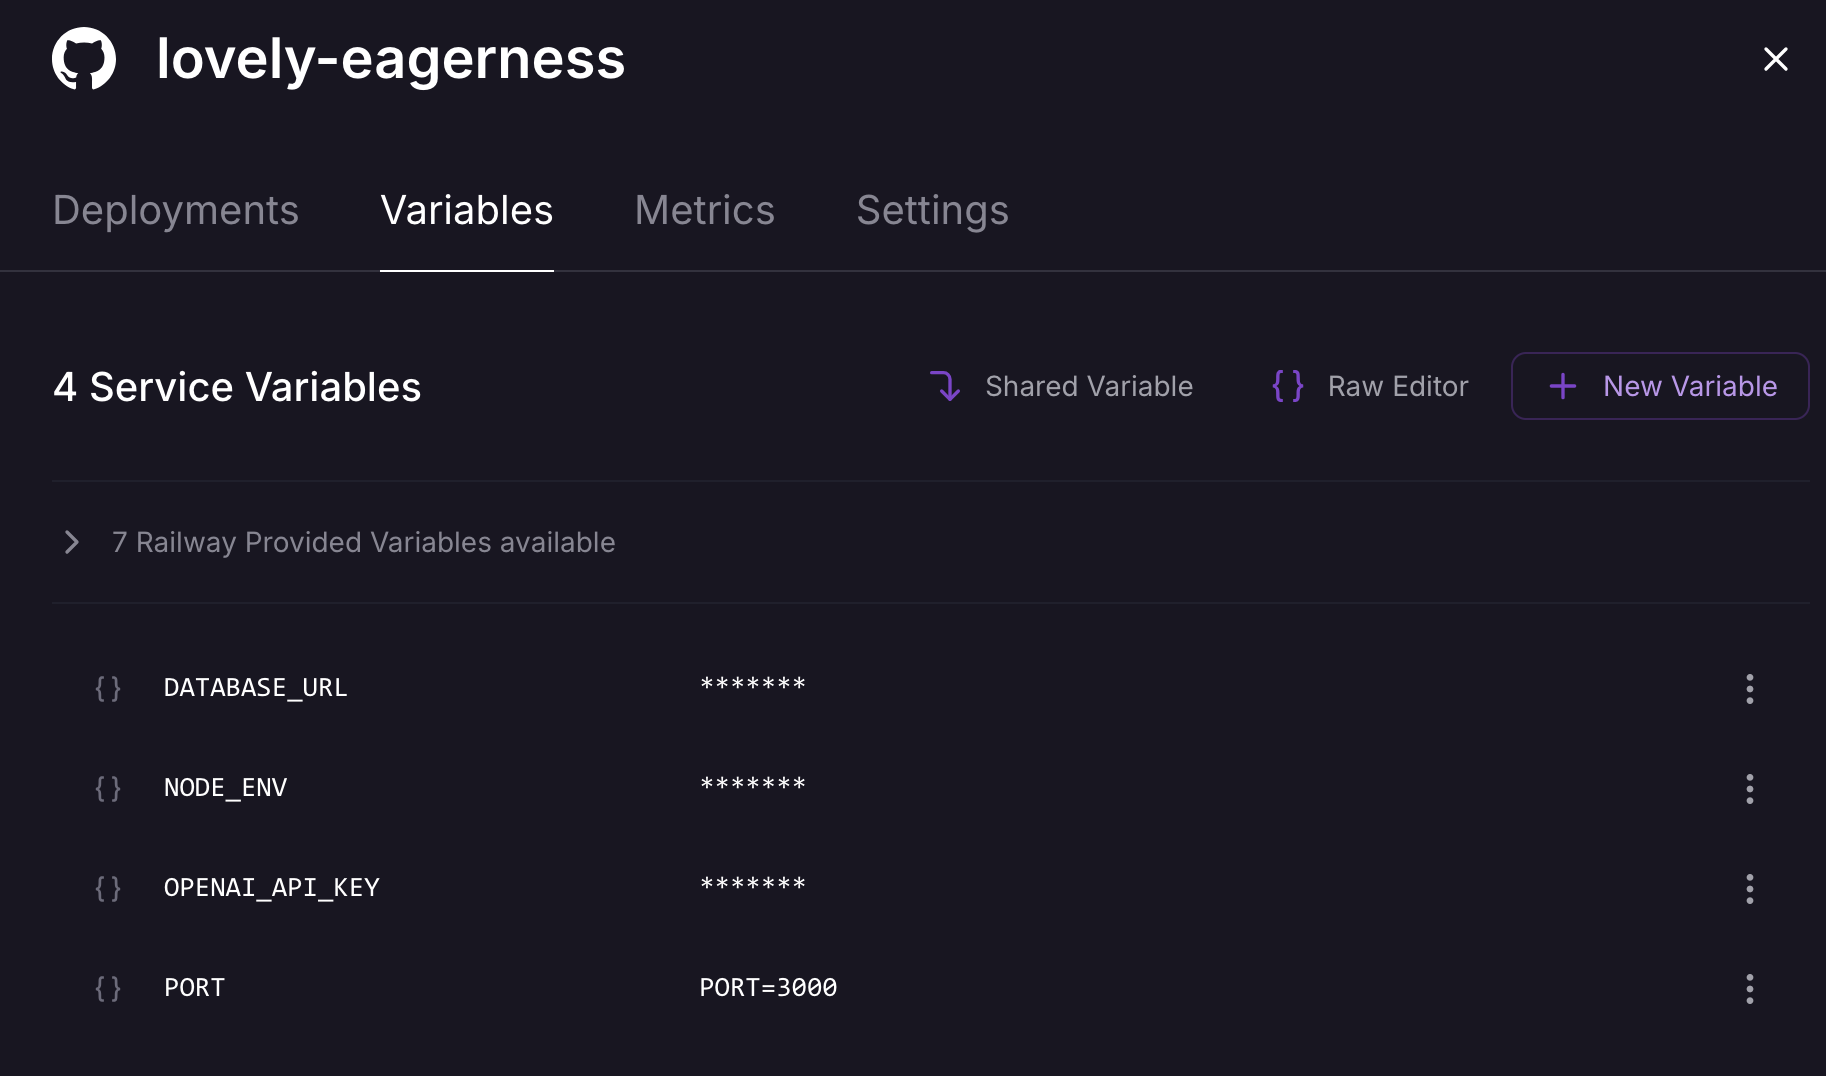 lovely-eagerness
Deployments Variables Metrics Settings
4 Service Variables Shared Variable {} Raw Editor + New Variable
7 Railway Provided Variables available
{} DATABASE_URL *******
{} NODE_ENV *******
{} OPENAI_API_KEY *******
{} PORT PORT=3000